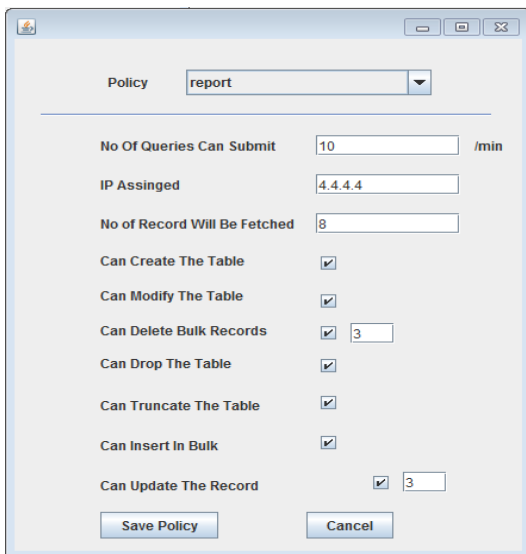 Policy report
No Of Queries Can Submit 10 /min
IP Assinged 4.4.4.4
No of Record Will Be Fetched 8
Can Create The Table
Can Modify The Table
Can Delete Bulk Records 3
Can Drop The Table
Can Truncate The Table
Can Insert In Bulk
Can Update The Record 3
Save Policy Cancel